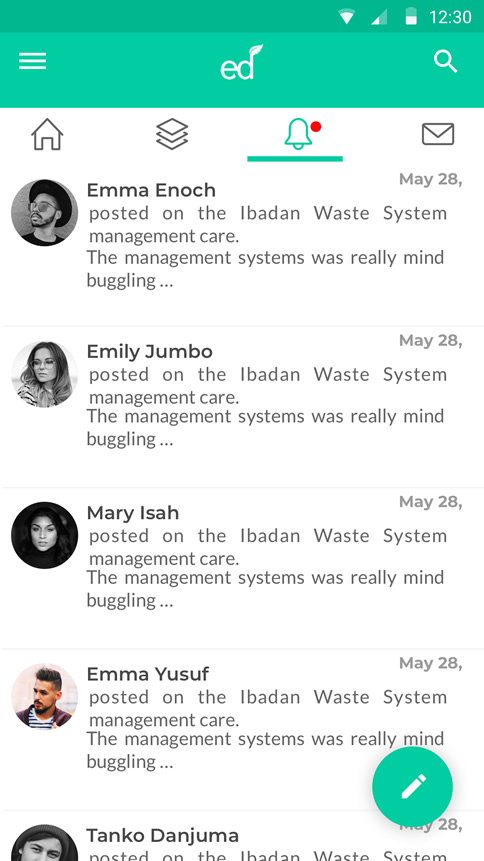 12:30
ed
May 28,
Emma Enoch
posted on the Ibadan Waste System
management care.
The management systems was really mind
buggling ...
May 28,
Emily Jumbo
posted on the Ibadan Waste System
management care.
The management systems was really mind
buggling ...
May 28,
Mary Isah
posted on the Ibadan Waste System
management care.
The management systems was really mind
buggling ...
May 28,
Emma Yusuf
posted on the Ibadan Waste System
management care.
The management systems was really mind
buggling ...
May 28,
Tanko Danjuma
posted on the Ibadan Waste System